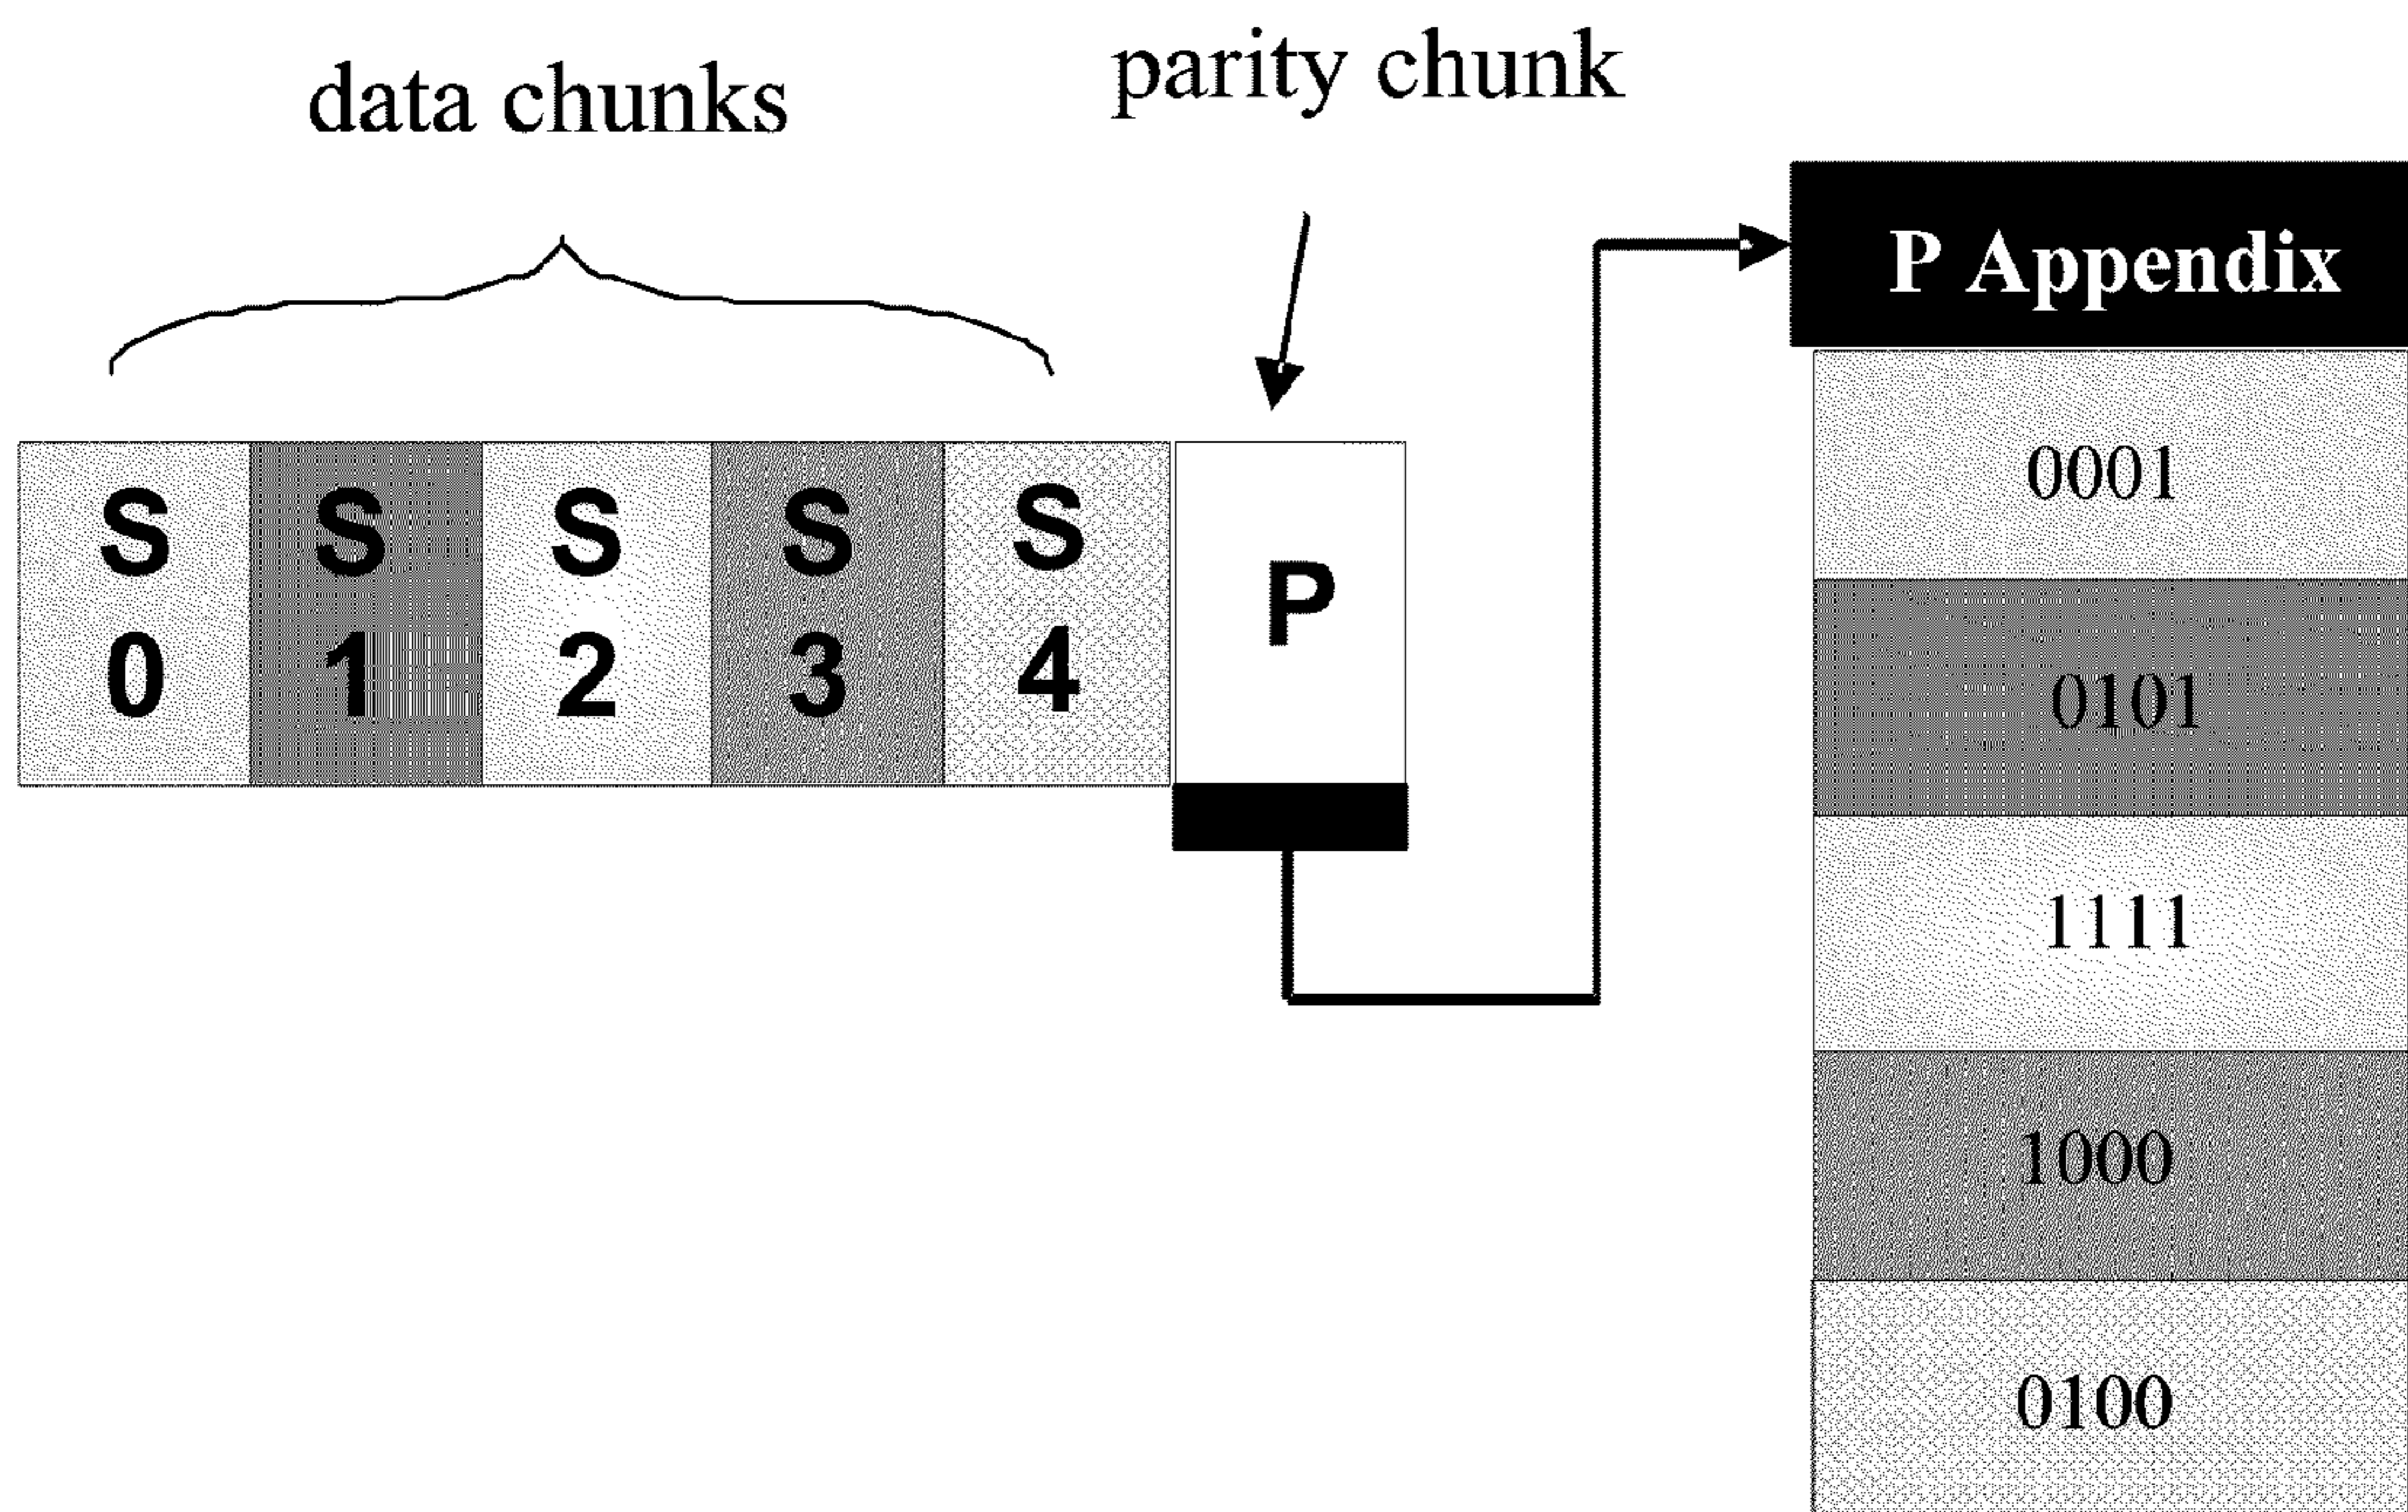 data chunks
parity chunk
P Appendix
S S S S S
0 1 2 3 4
P
0001
0101
1111
1000
0100